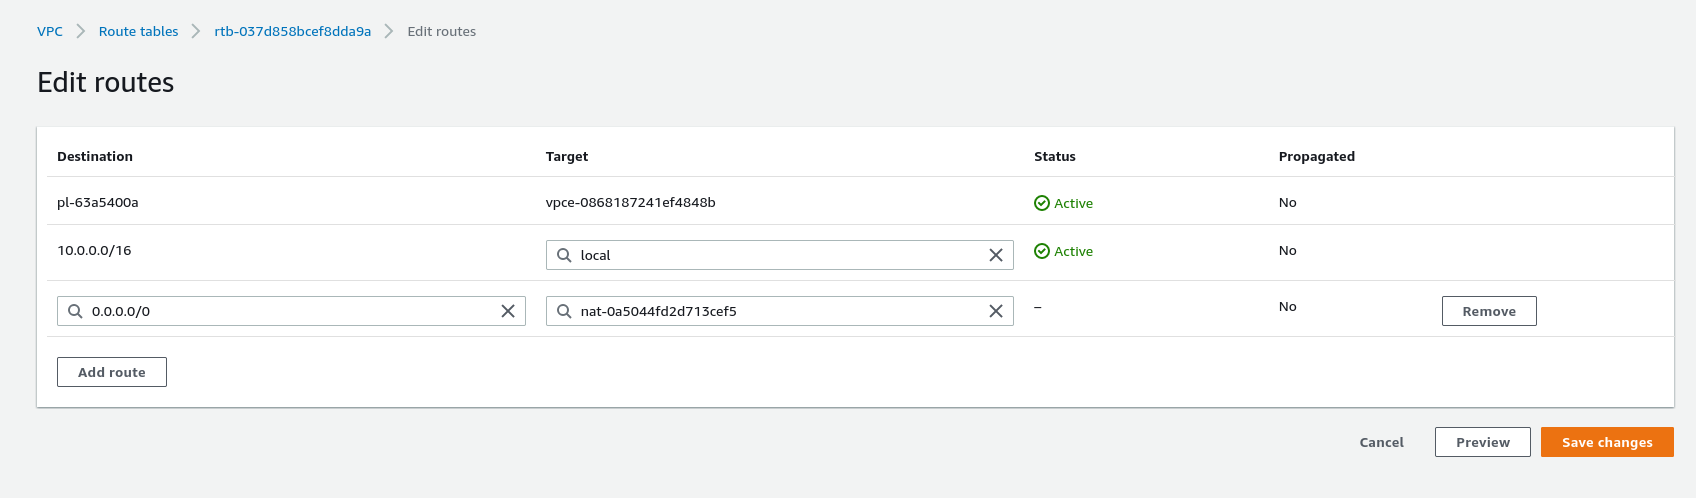 VPC > Route tables > rtb-037d858bcef8dda9a > Edit routes
Edit routes
Destination Target Status Propagated
pl-63a5400a vpce-0868187241ef4848b Active No
10.0.0.0/16 local Active No
0.0.0.0/0 nat-0a5044fd2d713cef5 – No Remove
Add route
Cancel Preview Save changes